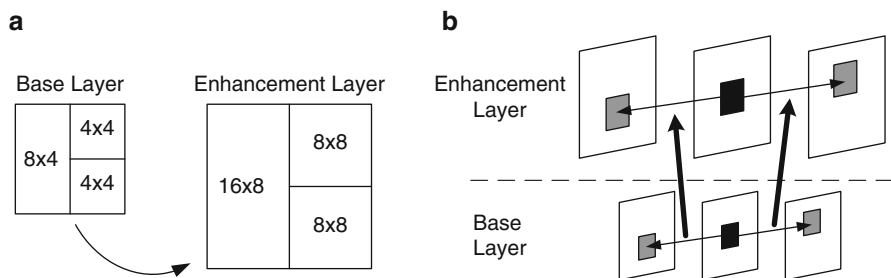 a
Base Layer
8x4
4x4
4x4
Enhancement Layer
16x8
8x8
8x8
b
Enhancement
Layer
Base
Layer